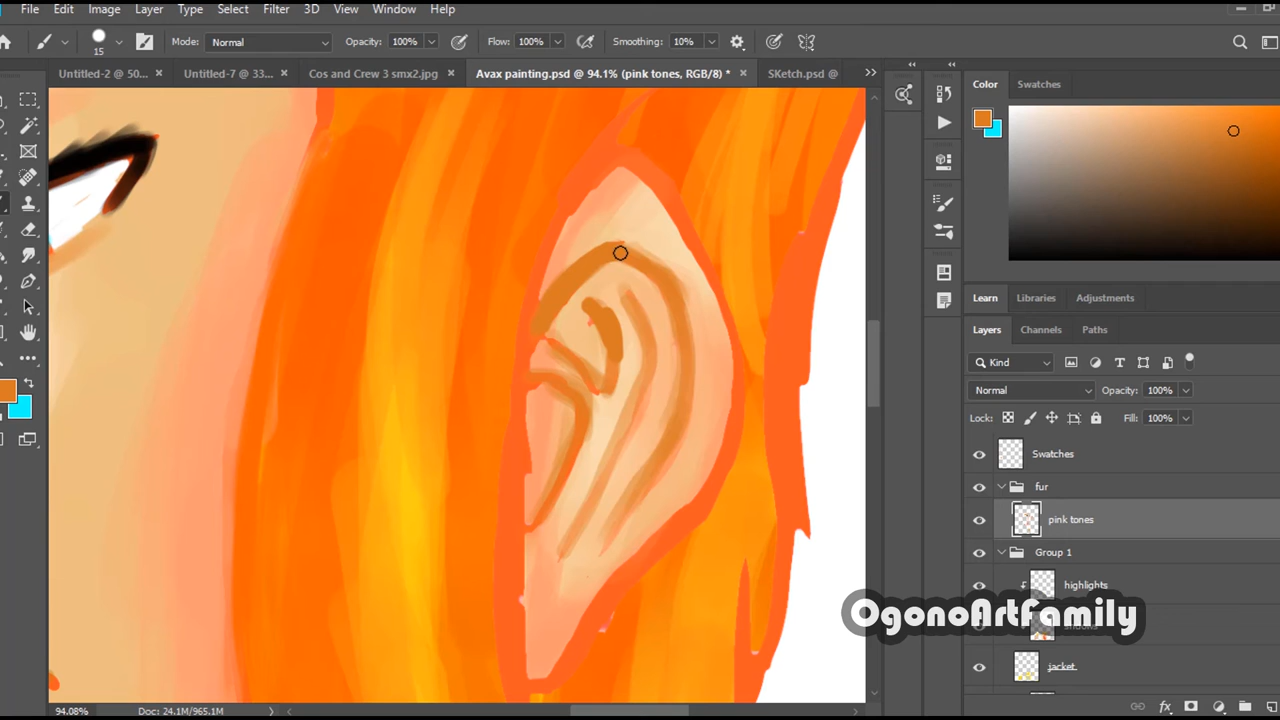 File Edit Image Layer Type Select Filter 3D View Window Help
15 Mode: Normal Opacity: 100% Flow: 100% Smoothing: 10%
Untitled-2 @ 50... × Untitled-7 @ 33... × Cos and Crew 3 smx2.jpg × Avax painting.psd @ 94.1% (pink tones, RGB/8) * × SKetch.psd @ >>
Color Swatches
Learn Libraries Adjustments
Layers Channels Paths
Kind
Normal Opacity: 100%
Lock: Fill: 100%
Swatches
fur
pink tones
Group 1
highlights
OgonoArtFamily
jacket
94.08% Doc: 24.1M/965.1M